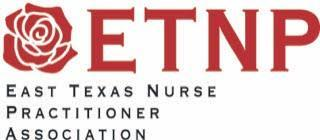 ETNP
EAST TEXAS NURSE
PRACTITIONER
ASSOCIATION